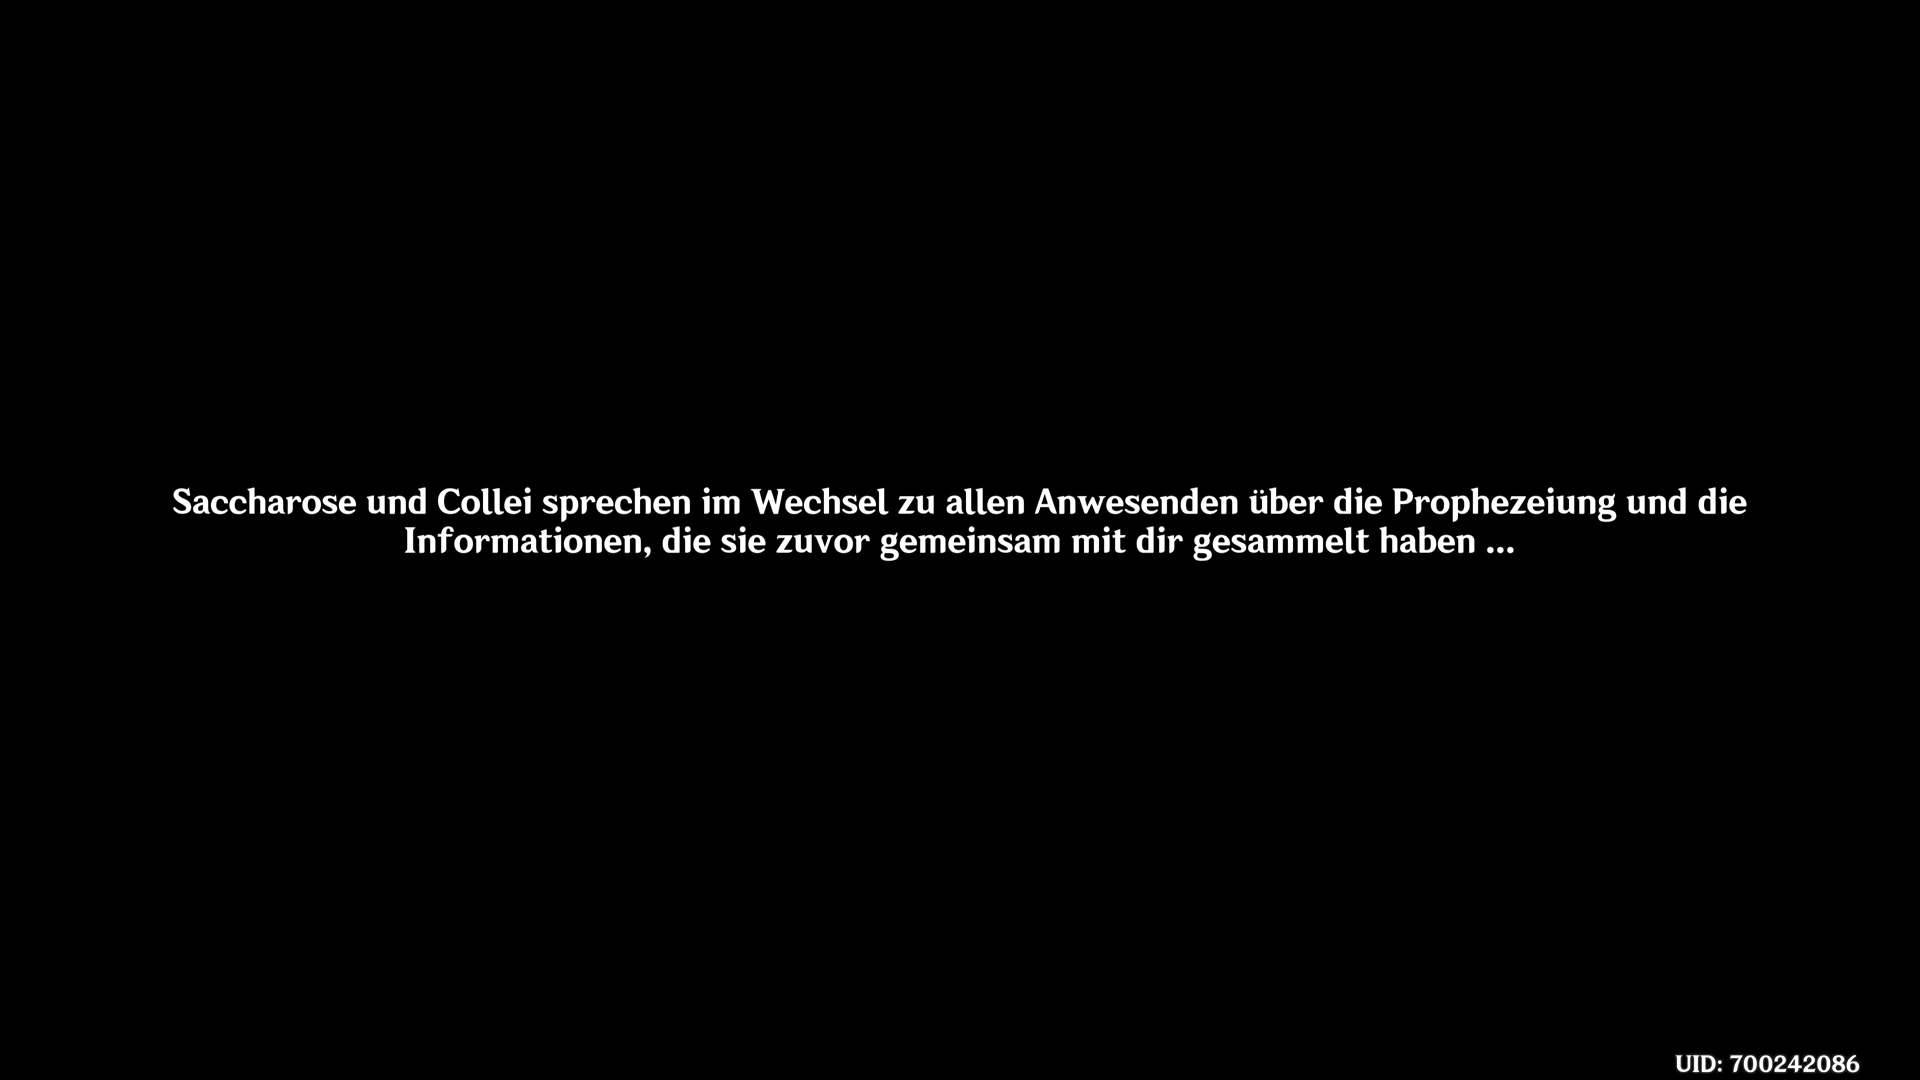 Saccharose und Collei sprechen im Wechsel zu allen Anwesenden über die Prophezeiung und die
Informationen, die sie zuvor gemeinsam mit dir gesammelt haben ...
UID: 700242086